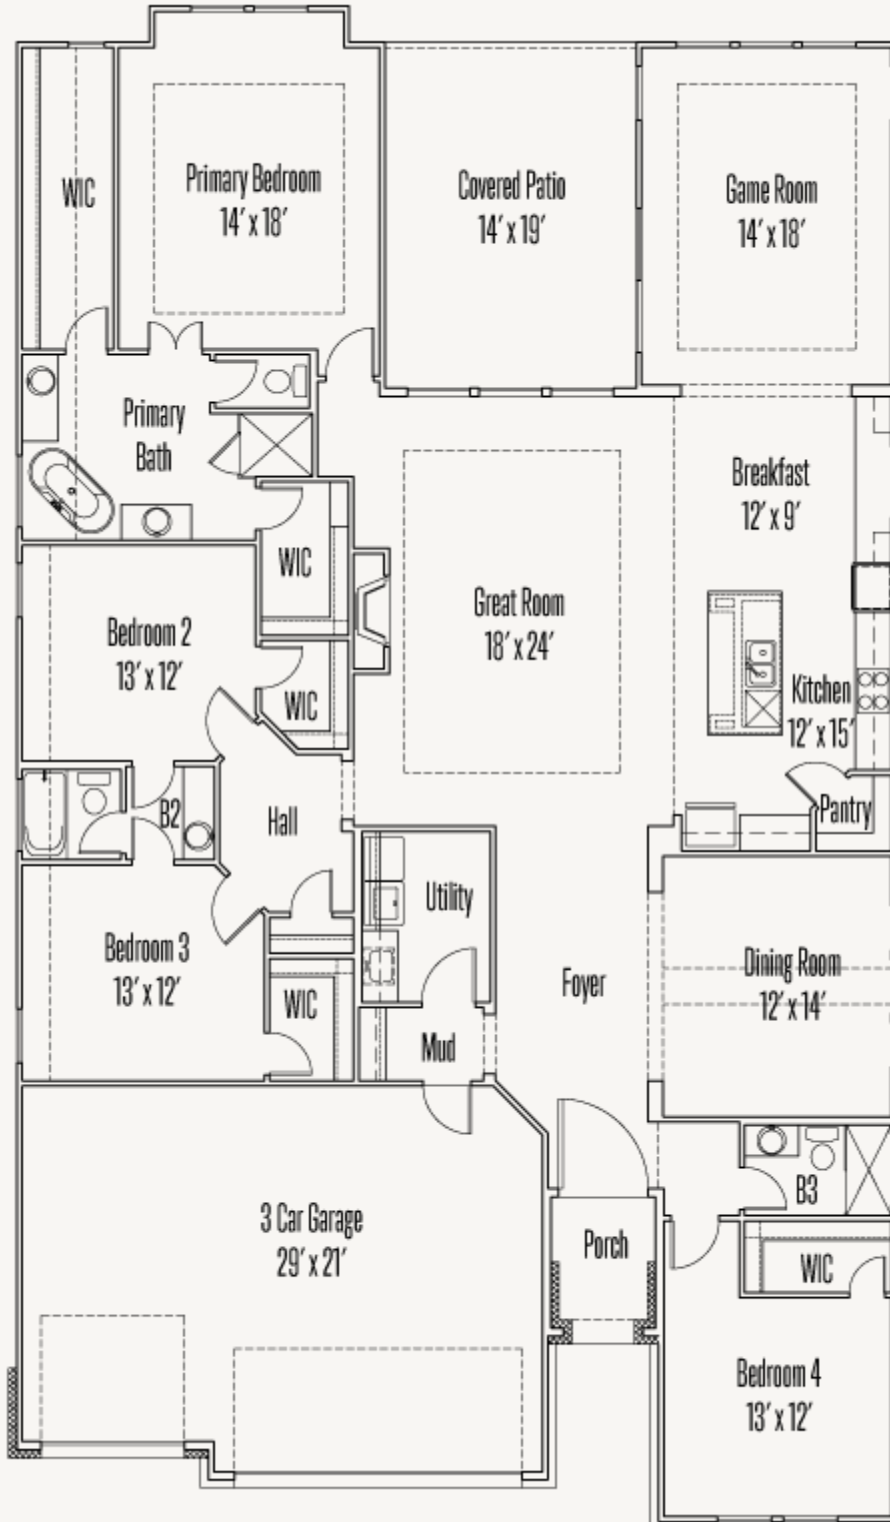 WIC
Primary Bedroom
14′ x 18′
Covered Patio
14′ x 19′
Game Room
14′ x 18′
Primary
Bath
Breakfast
12′ x 9′
WIC
Great Room
18′ x 24′
Bedroom 2
13′ x 12′
WIC
Kitchen
12′ x 15′
B2
Hall
Pantry
Utility
Bedroom 3
13′ x 12′
WIC
Foyer
Dining Room
12′ x 14′
Mud
B3
3 Car Garage
29′ x 21′
Porch
WIC
Bedroom 4
13′ x 12′